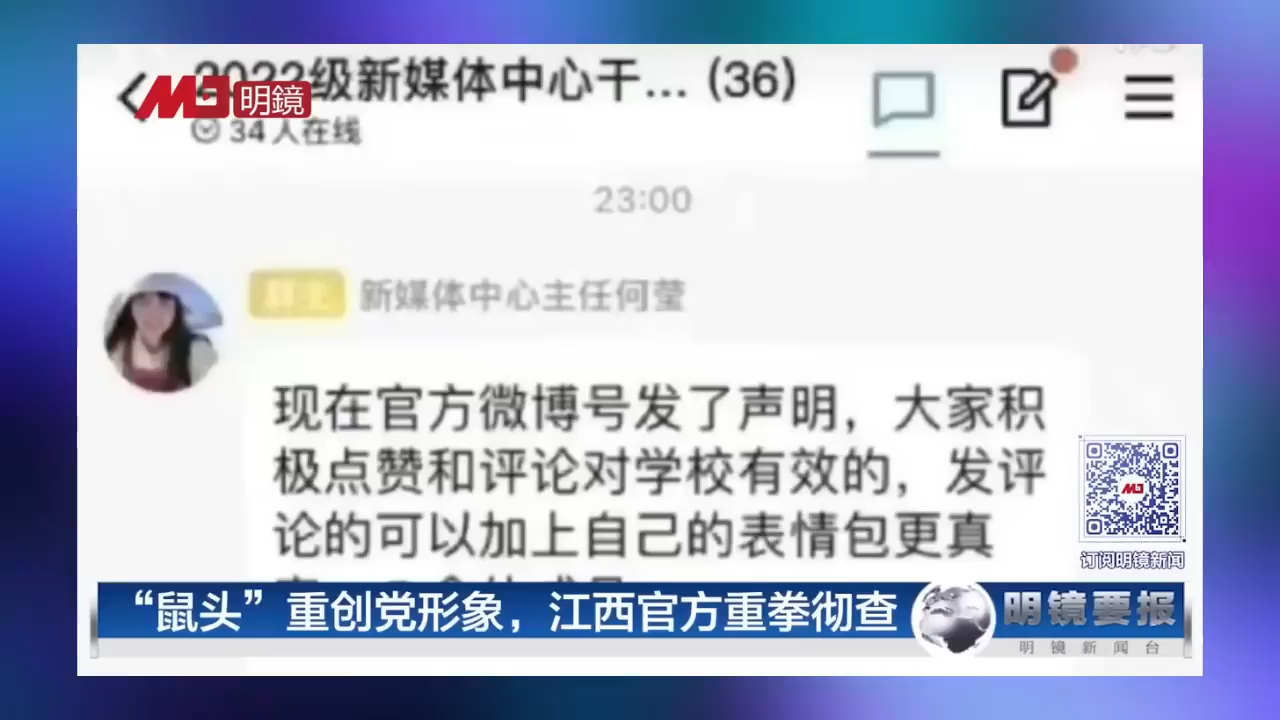 2022级新媒体中心干... (36)
明鏡
34人在线
23:00
群主 新媒体中心主任何莹
现在官方微博号发了声明，大家积
极点赞和评论对学校有效的，发评
论的可以加上自己的表情包更真
订阅明镜新闻
“鼠头”重创党形象，江西官方重拳彻查
明镜要报
明镜新闻台